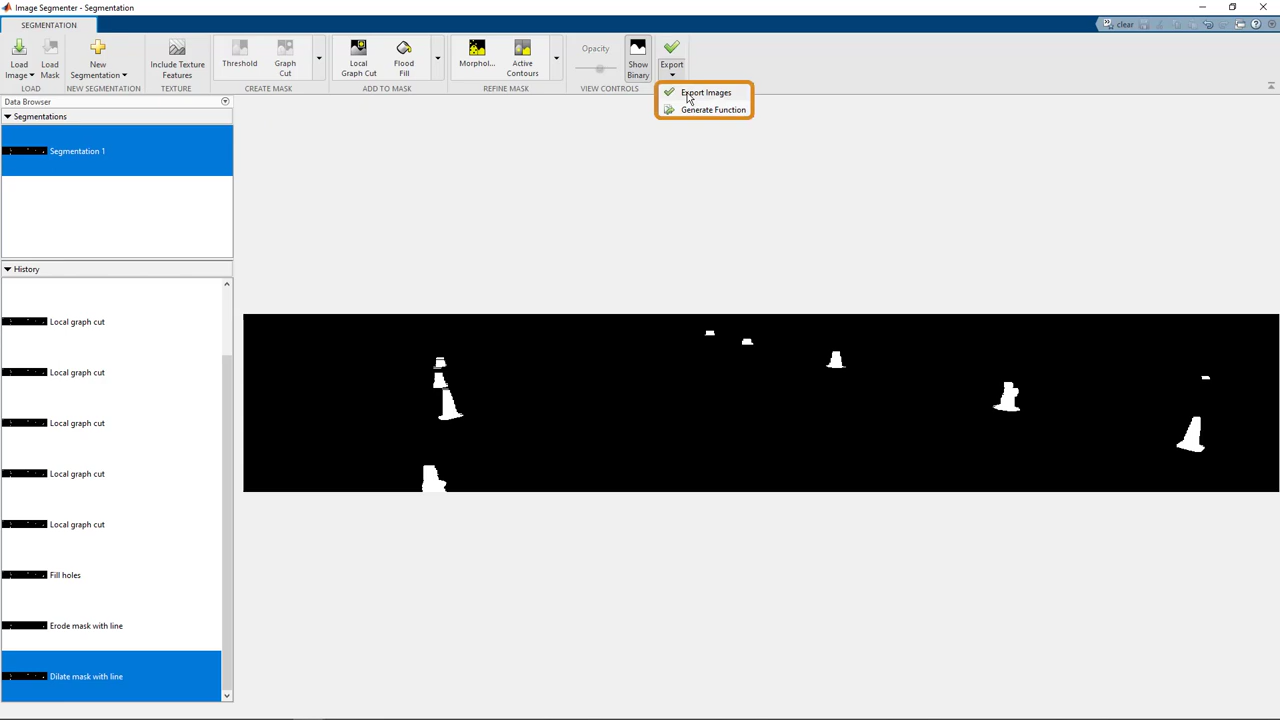 Image Segmenter - Segmentation
SEGMENTATION
clear
Load Image
Load Mask
New Segmentation
Include Texture Features
Threshold
Graph Cut
Local Graph Cut
Flood Fill
Morphol...
Active Contours
Opacity
Show Binary
Export
LOAD
NEW SEGMENTATION
TEXTURE
CREATE MASK
ADD TO MASK
REFINE MASK
VIEW CONTROLS
Export Images
Generate Function
Data Browser
Segmentations
Segmentation 1
History
Local graph cut
Local graph cut
Local graph cut
Local graph cut
Local graph cut
Fill holes
Erode mask with line
Dilate mask with line